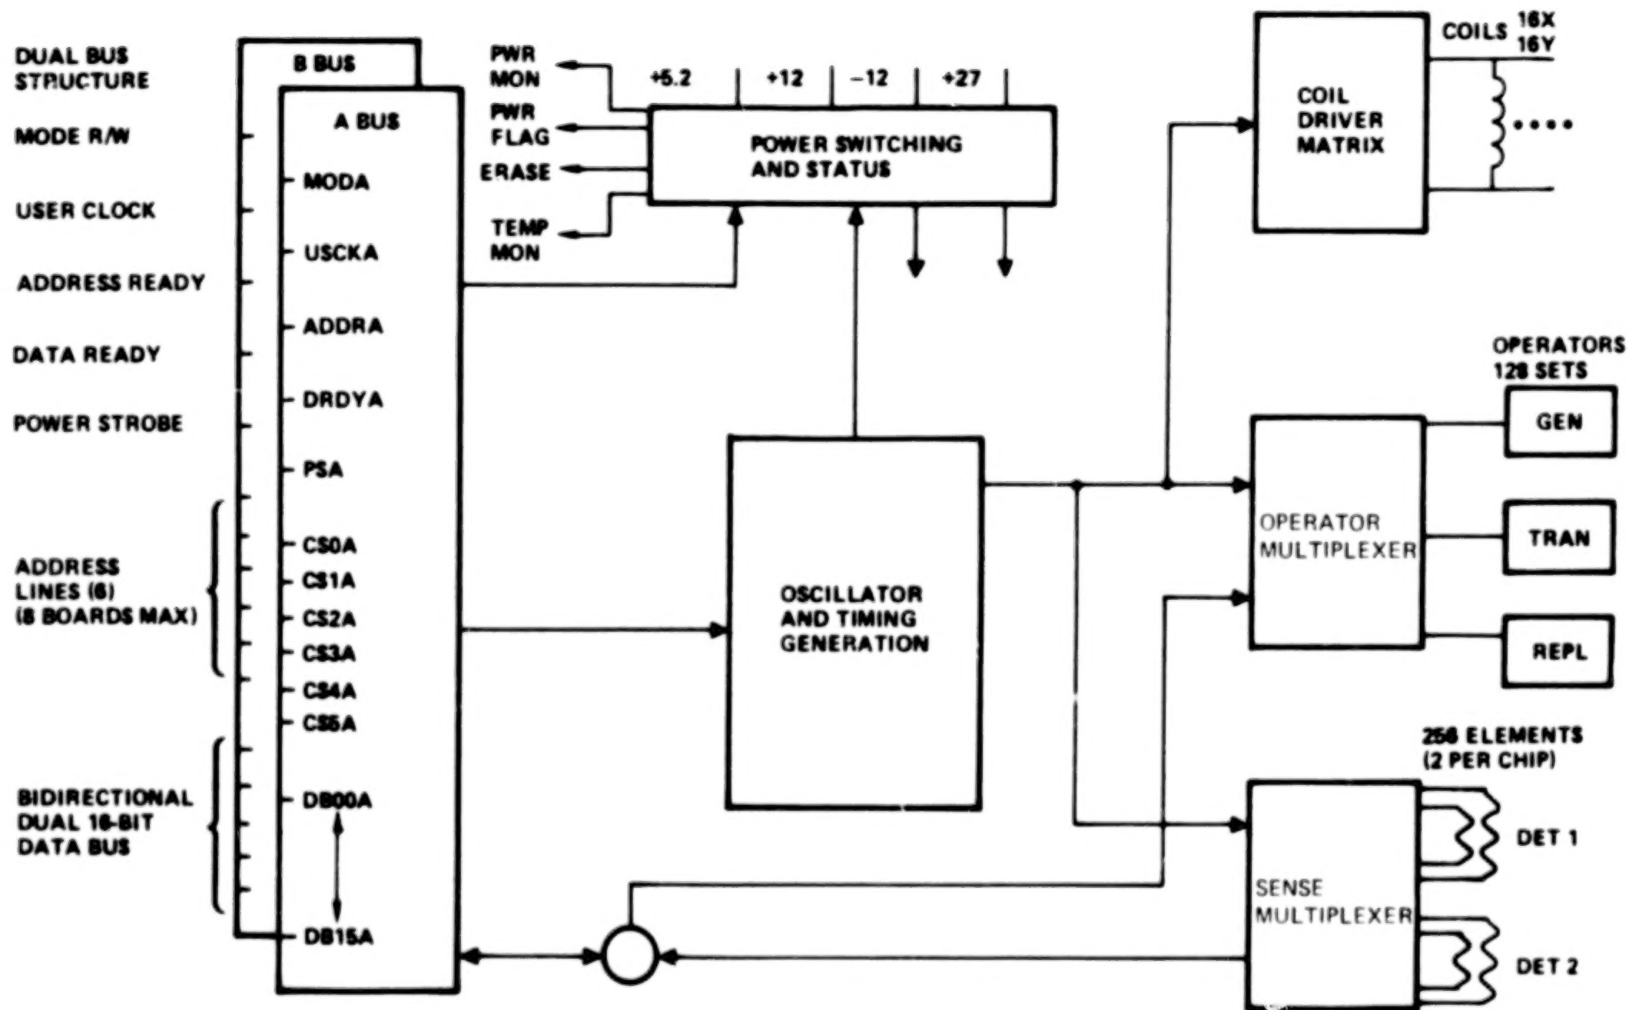 DUAL BUS
STRUCTURE
MODE R/W
USER CLOCK
ADDRESS READY
DATA READY
POWER STROBE
ADDRESS
LINES (6)
(8 BOARDS MAX)
BIDIRECTIONAL
DUAL 16-BIT
DATA BUS
B BUS
A BUS
MODA
USCKA
ADDRA
DRDYA
PSA
CS0A
CS1A
CS2A
CS3A
CS4A
CS5A
DB00A
DB15A
PWR
MON
PWR
FLAG
ERASE
TEMP
MON
+5.2
+12
-12
+27
POWER SWITCHING
AND STATUS
OSCILLATOR
AND TIMING
GENERATION
COIL
DRIVER
MATRIX
COILS 16X
16Y
OPERATORS
128 SETS
OPERATOR
MULTIPLEXER
GEN
TRAN
REPL
256 ELEMENTS
(2 PER CHIP)
SENSE
MULTIPLEXER
DET 1
DET 2